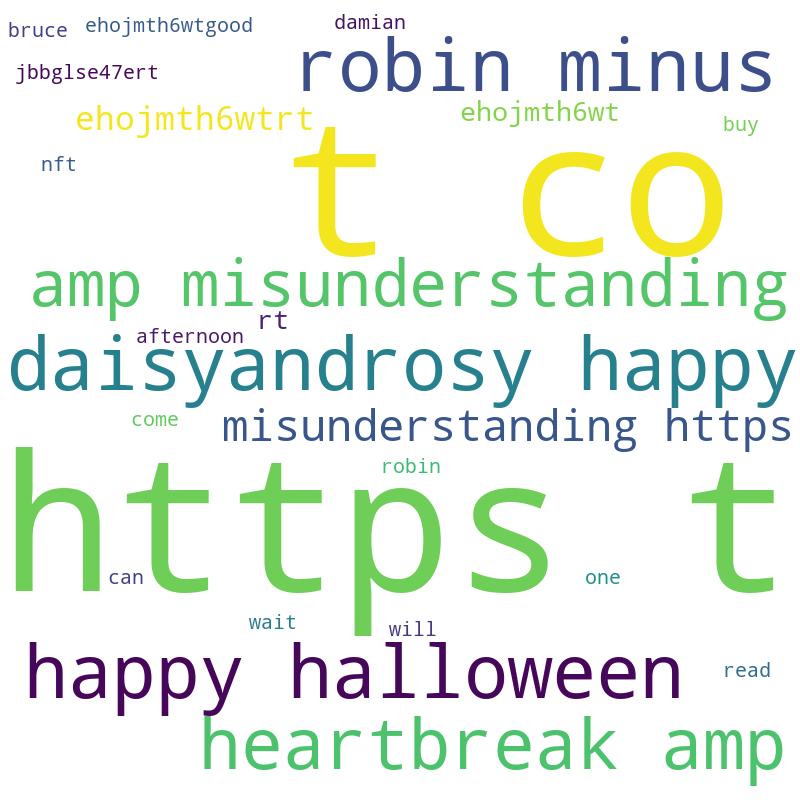 bruce ehojmth6wtgood damian
jbbglse47ert robin minus
ehojmth6wtrt ehojmth6wt buy
nft t co
amp misunderstanding
rt
afternoon
daisyandrosy happy
come misunderstanding https
robin
https t
can one
wait will
happy halloween read
heartbreak amp